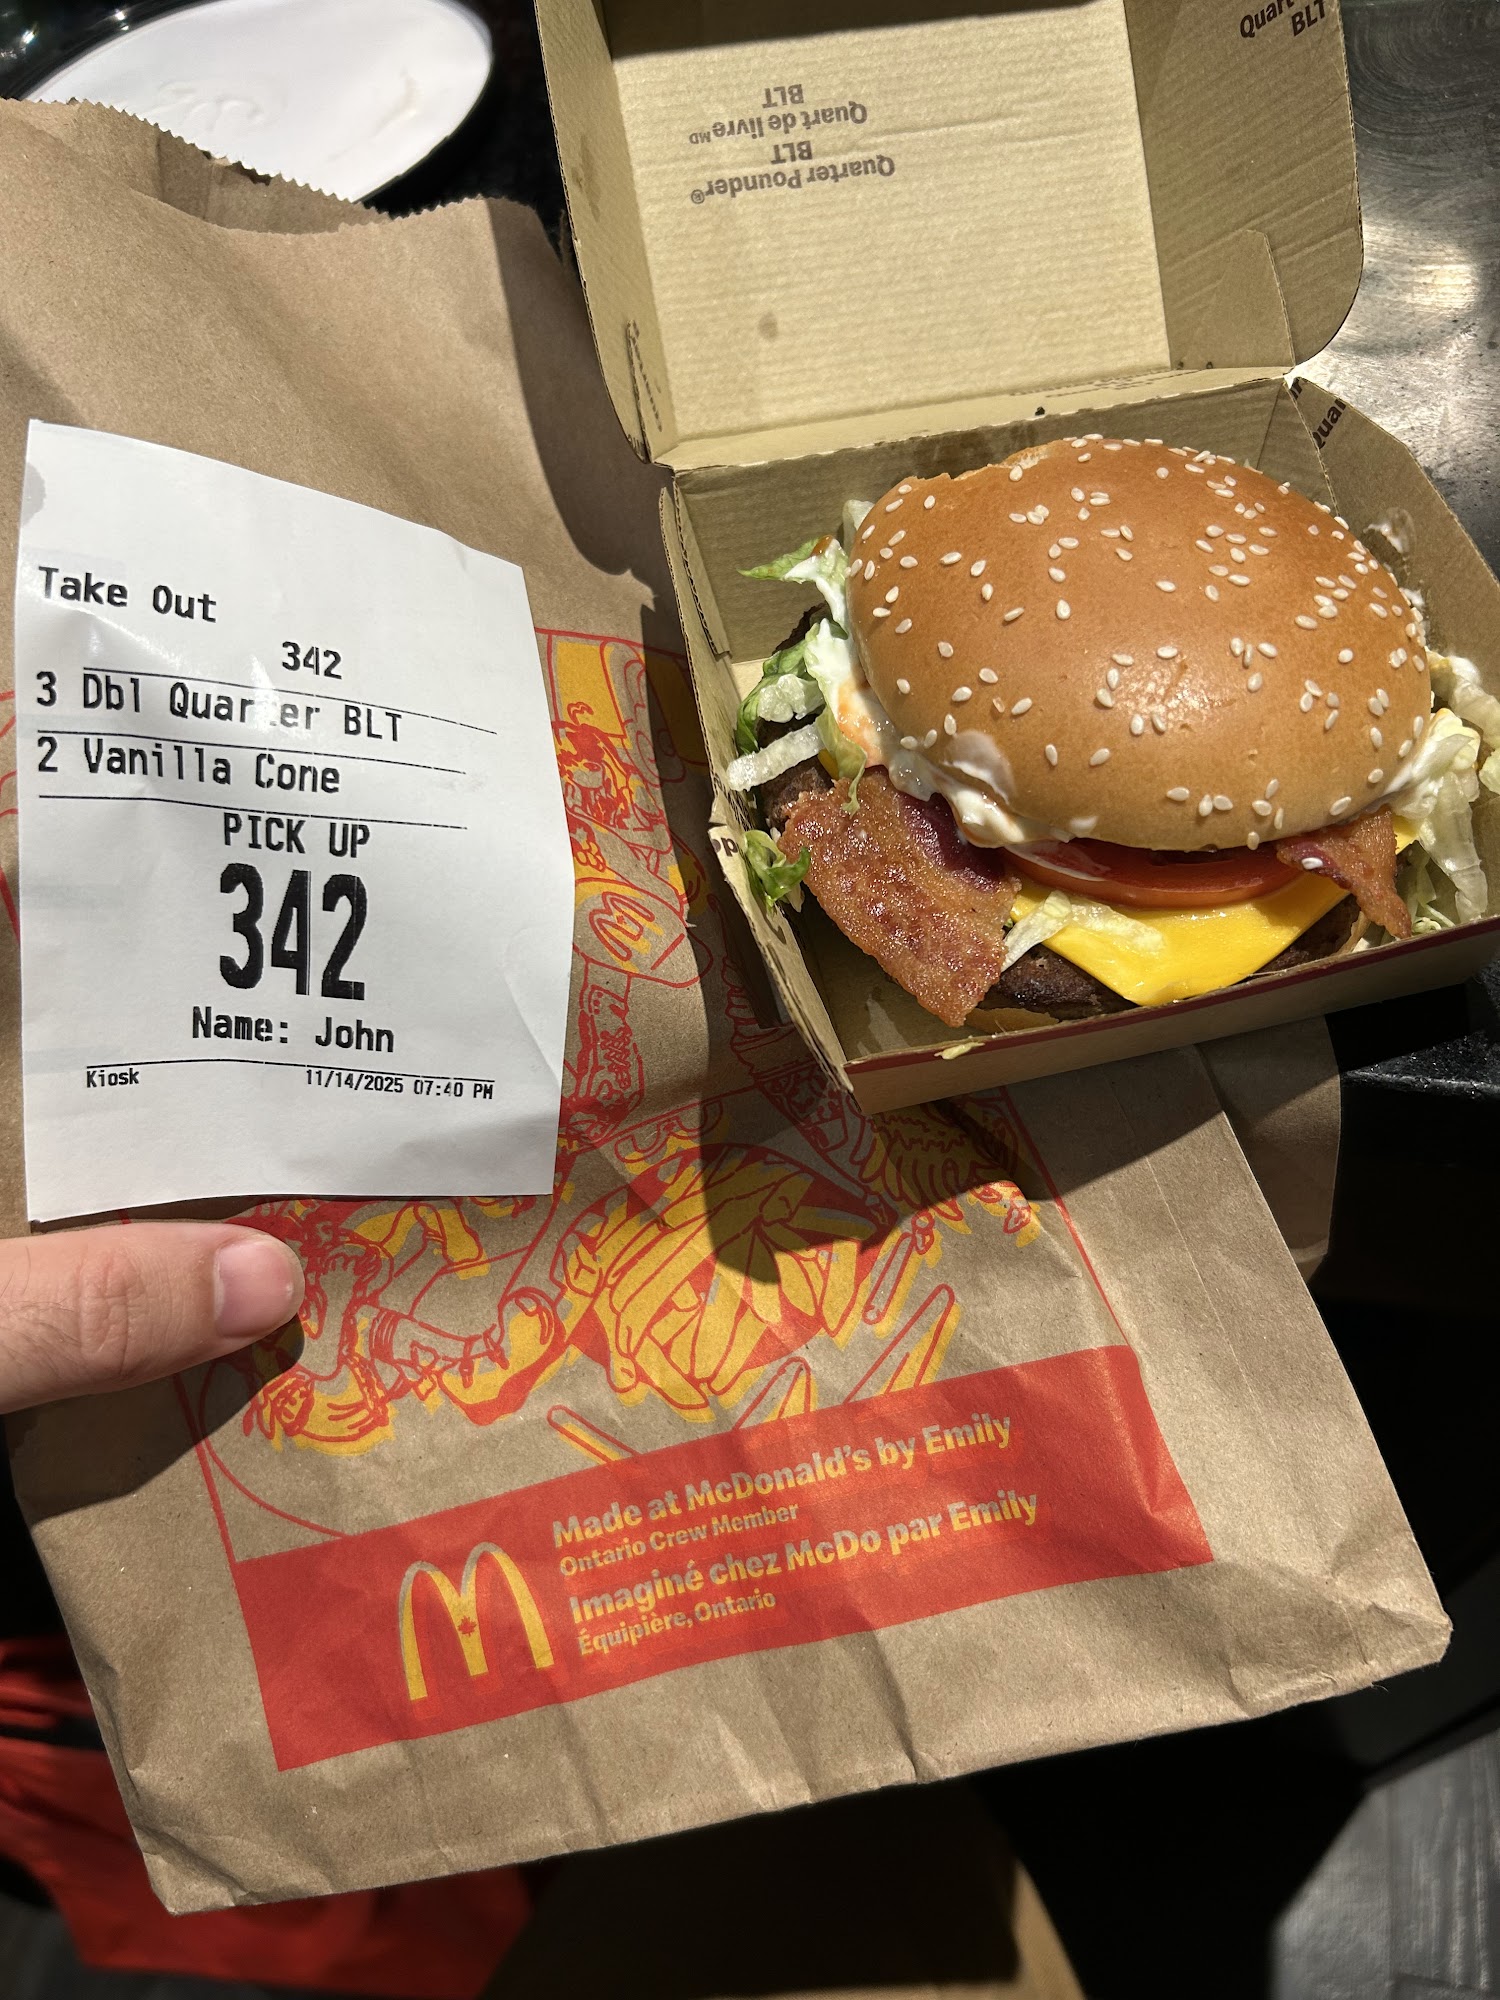 Take Out
342
3 Dbl Quarter BLT
2 Vanilla Cone
PICK UP
342
Name: John
Kiosk 11/14/2025 07:40 PM
Quarter Pounder®
BLT
Quart de livreMD
BLT
BLT
Made at McDonald's by Emily
Ontario Crew Member
Imaginé chez McDo par Emily
Équipière, Ontario